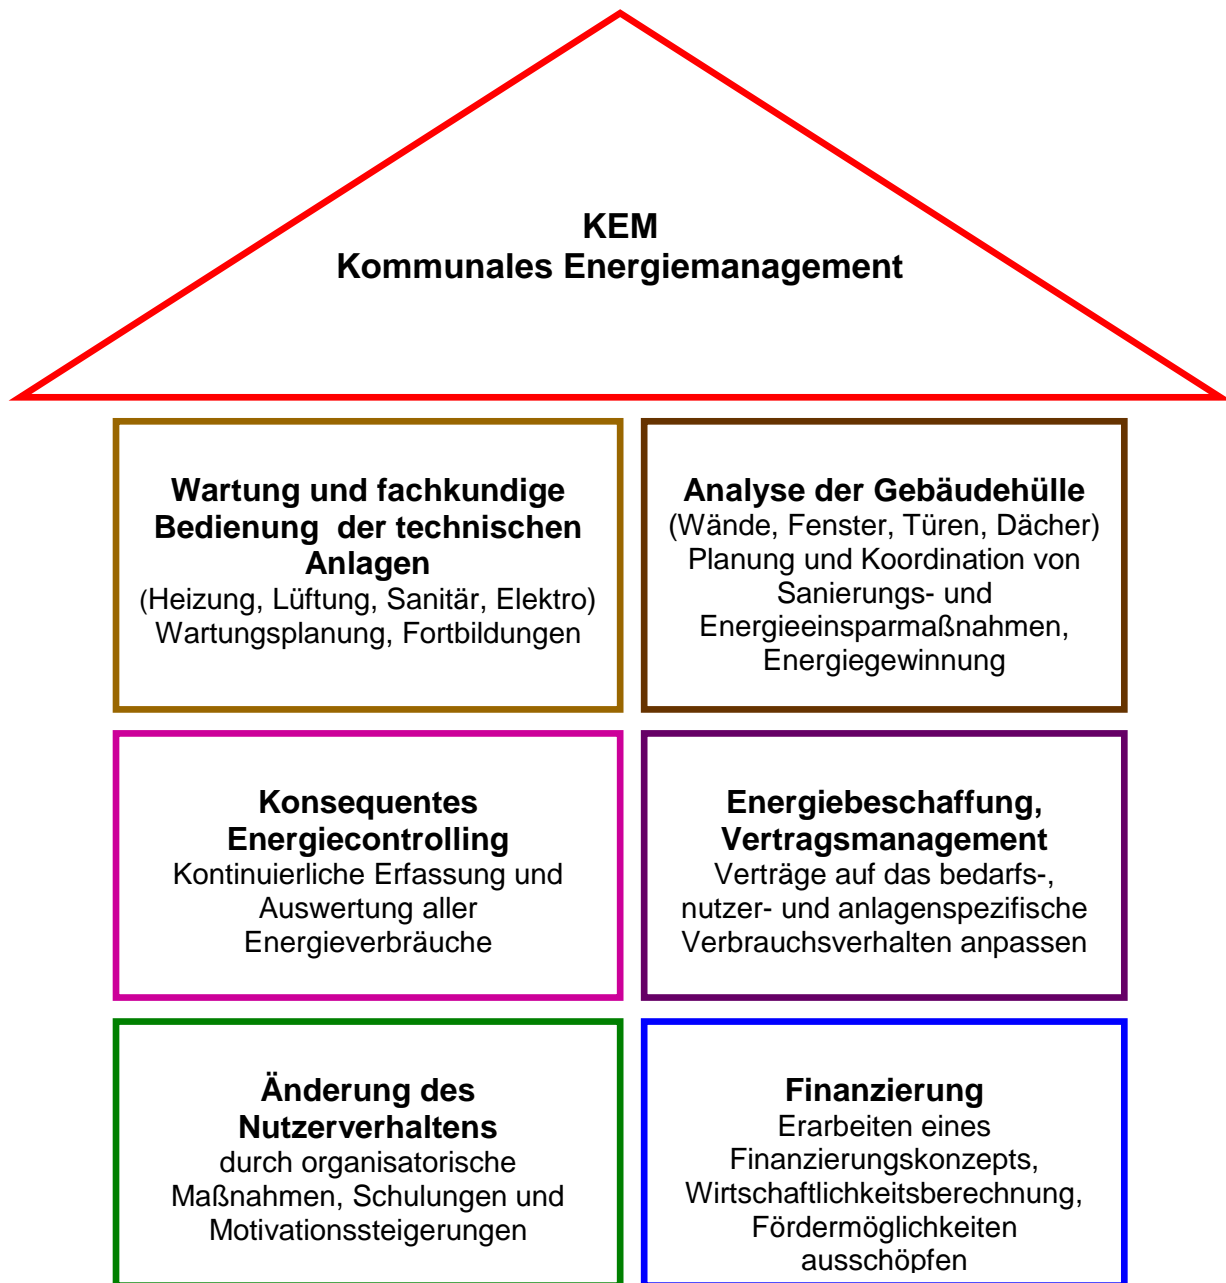 KEM
Kommunales Energiemanagement
Wartung und fachkundige
Bedienung der technischen
Anlagen
(Heizung, Lüftung, Sanitär, Elektro)
Wartungsplanung, Fortbildungen
Analyse der Gebäudehülle
(Wände, Fenster, Türen, Dächer)
Planung und Koordination von
Sanierungs- und
Energieeinsparmaßnahmen,
Energiegewinnung
Konsequentes
Energiecontrolling
Kontinuierliche Erfassung und
Auswertung aller
Energieverbräuche
Energiebeschaffung,
Vertragsmanagement
Verträge auf das bedarfs-,
nutzer- und anlagenspezifische
Verbrauchsverhalten anpassen
Änderung des
Nutzerverhaltens
durch organisatorische
Maßnahmen, Schulungen und
Motivationssteigerungen
Finanzierung
Erarbeiten eines
Finanzierungskonzepts,
Wirtschaftlichkeitsberechnung,
Fördermöglichkeiten
ausschöpfen